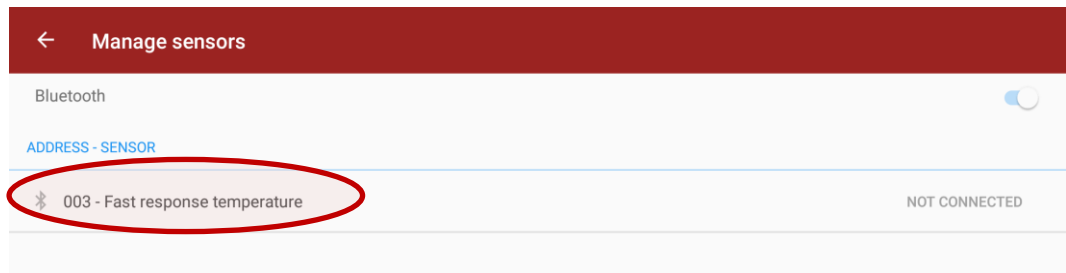 Manage sensors
Bluetooth
ADDRESS - SENSOR
003 - Fast response temperature NOT CONNECTED